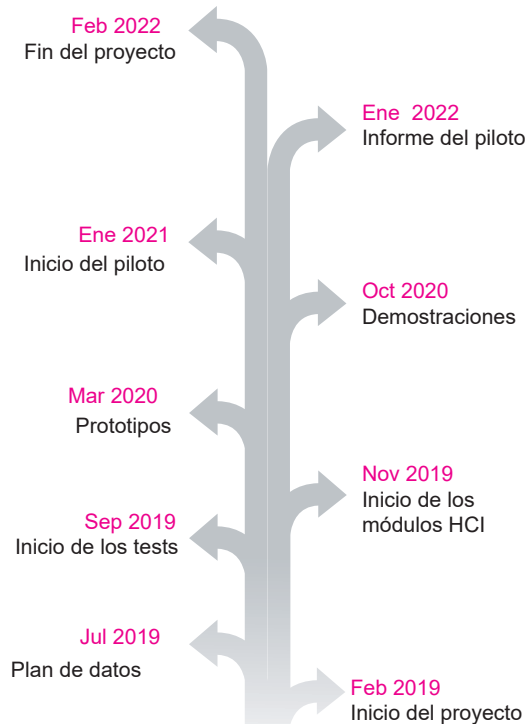 Feb 2022
Fin del proyecto
Ene 2022
Informe del piloto
Ene 2021
Inicio del piloto
Oct 2020
Demostraciones
Mar 2020
Prototipos
Nov 2019
Inicio de los
módulos HCI
Sep 2019
Inicio de los tests
Jul 2019
Plan de datos
Feb 2019
Inicio del proyecto